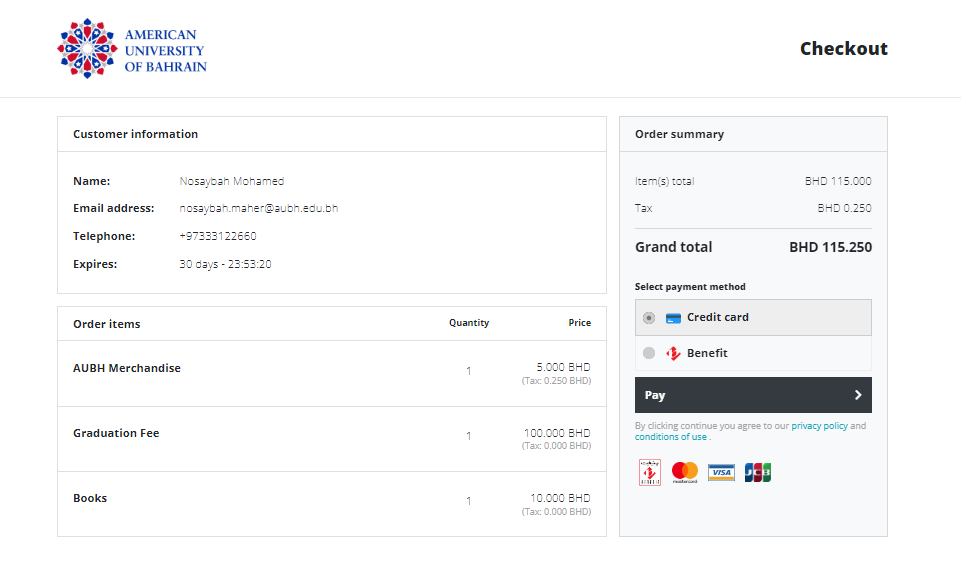 AMERICAN
UNIVERSITY
OF BAHRAIN
Checkout
Customer information
Name: Nosaybah Mohamed
Email address: nosaybah.maher@aubh.edu.bh
Telephone: +97333122660
Expires: 30 days - 23:53:20
Order items Quantity Price
AUBH Merchandise 1 5.000 BHD
(Tax: 0.250 BHD)
Graduation Fee 1 100.000 BHD
(Tax: 0.000 BHD)
Books 1 10.000 BHD
(Tax: 0.000 BHD)
Order summary
Item(s) total BHD 115.000
Tax BHD 0.250
Grand total BHD 115.250
Select payment method
Credit card
Benefit
Pay
By clicking continue you agree to our privacy policy and
conditions of use .
mastercard
VISA
JCB